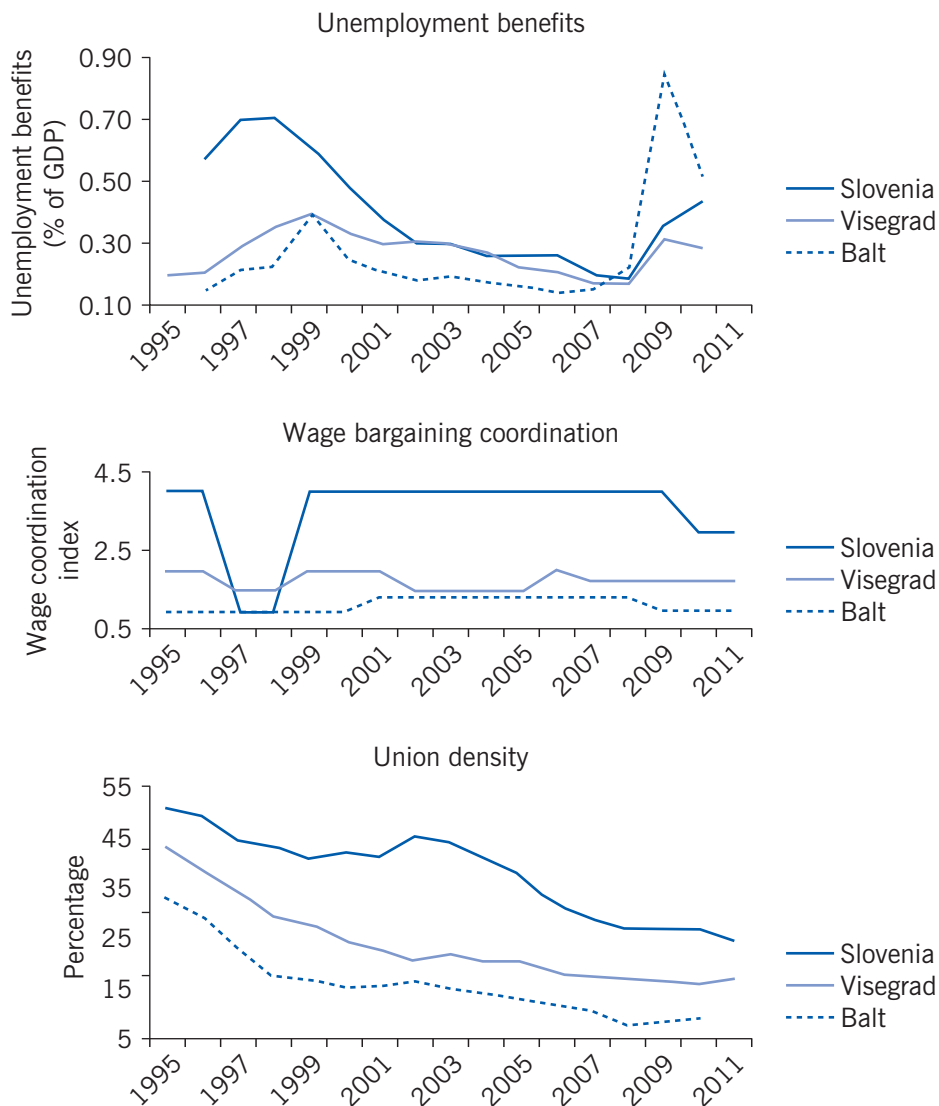 Unemployment benefits
Unemployment benefits
(% of GDP)
0.90
0.70
0.50
0.30
0.10
1995
1997
1999
2001
2003
2005
2007
2009
2011
Slovenia
Visegrad
Balt
Wage bargaining coordination
Wage coordination
index
4.5
2.5
0.5
1995
1997
1999
2001
2003
2005
2007
2009
2011
Slovenia
Visegrad
Balt
Union density
Percentage
55
45
35
25
15
5
1995
1997
1999
2001
2003
2005
2007
2009
2011
Slovenia
Visegrad
Balt